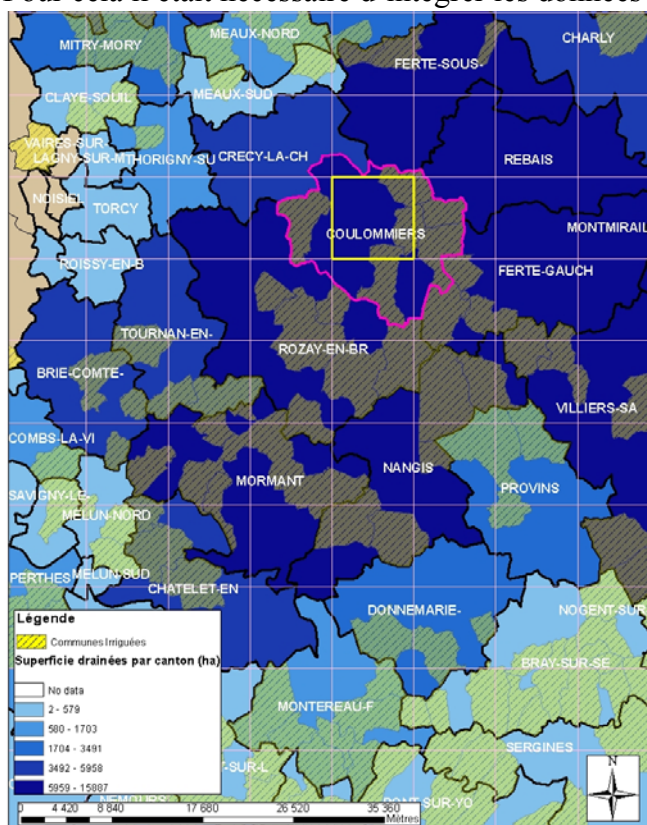 Pour cela il était nécessaire d'intégrer les données
MITRY-MORY
MEAUX-NORD
CHARLY
FERTE-SOUS-
CLAYE-SOUIL
MEAUX-SUD
VAIRES-SUR-
LAGNY-SUR-M
THORIGNY-SU
CRECY-LA-CH
REBAIS
NOISIEL
TORCY
COULOMMIERS
MONTMIRAIL
ROISSY-EN-B
FERTE-GAUCH
TOURNAN-EN-
ROZAY-EN-BR
BRIE-COMTE-
VILLIERS-SA
COMBS-LA-VI
MORMANT
NANGIS
PROVINS
SAVIGNY-LE-
MELUN-NORD
PERTHES
MELUN-SUD
CHATELET-EN
DONNEMARIE-
NOGENT-SUR
BRAY-SUR-SE
MONTEREAU-F
SERGINES
T-SUR-L
NEMOURS
PONT-SUR-YO
Légende
Communes Irriguées
Superficie drainées par canton (ha)
No data
2 - 579
580 - 1703
1704 - 3491
3492 - 5958
5959 - 15887
N
0 4 420 8 840 17 680 26 520 35 360
Mètres